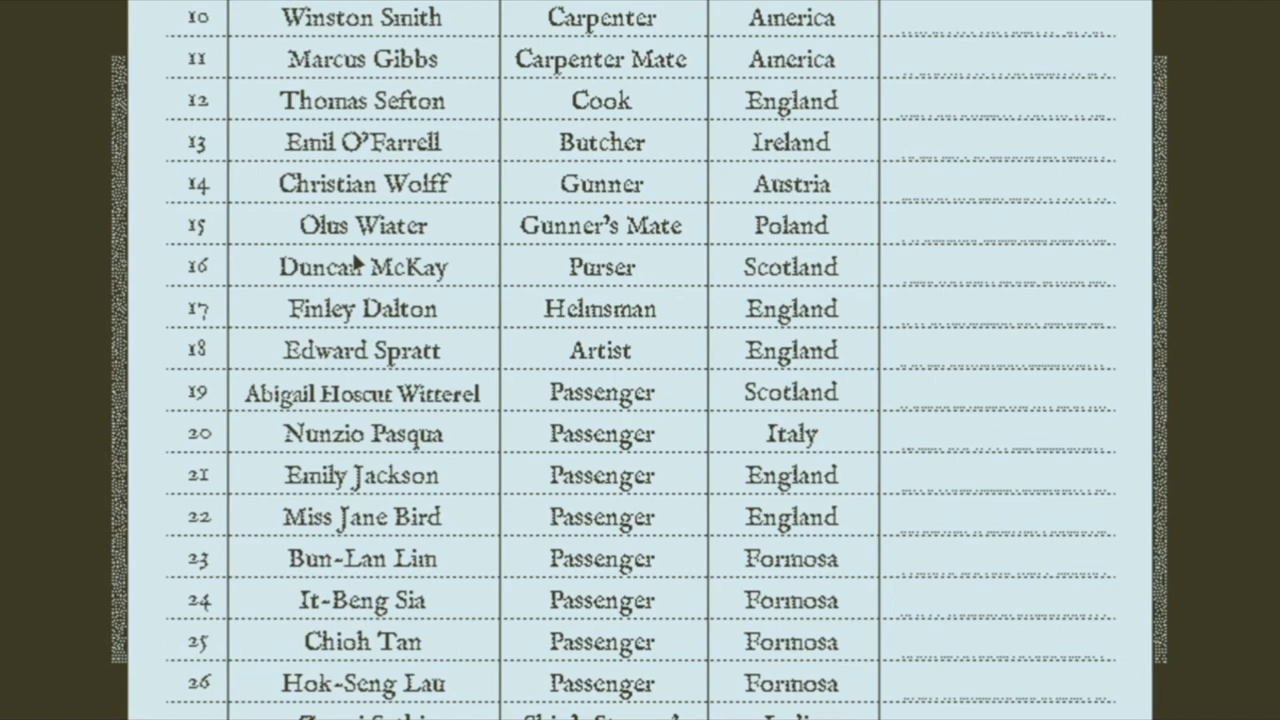 10 Winston Smith Carpenter America
11 Marcus Gibbs Carpenter Mate America
12 Thomas Sefton Cook England
13 Emil O'Farrell Butcher Ireland
14 Christian Wolff Gunner Austria
15 Olus Wiater Gunner's Mate Poland
16 Duncan McKay Purser Scotland
17 Finley Dalton Helmsman England
18 Edward Spratt Artist England
19 Abigail Hoscut Witterel Passenger Scotland
20 Nunzio Pasqua Passenger Italy
21 Emily Jackson Passenger England
22 Miss Jane Bird Passenger England
23 Bun-Lan Lim Passenger Formosa
24 It-Beng Sia Passenger Formosa
25 Chioh Tan Passenger Formosa
26 Hok-Seng Lau Passenger Formosa